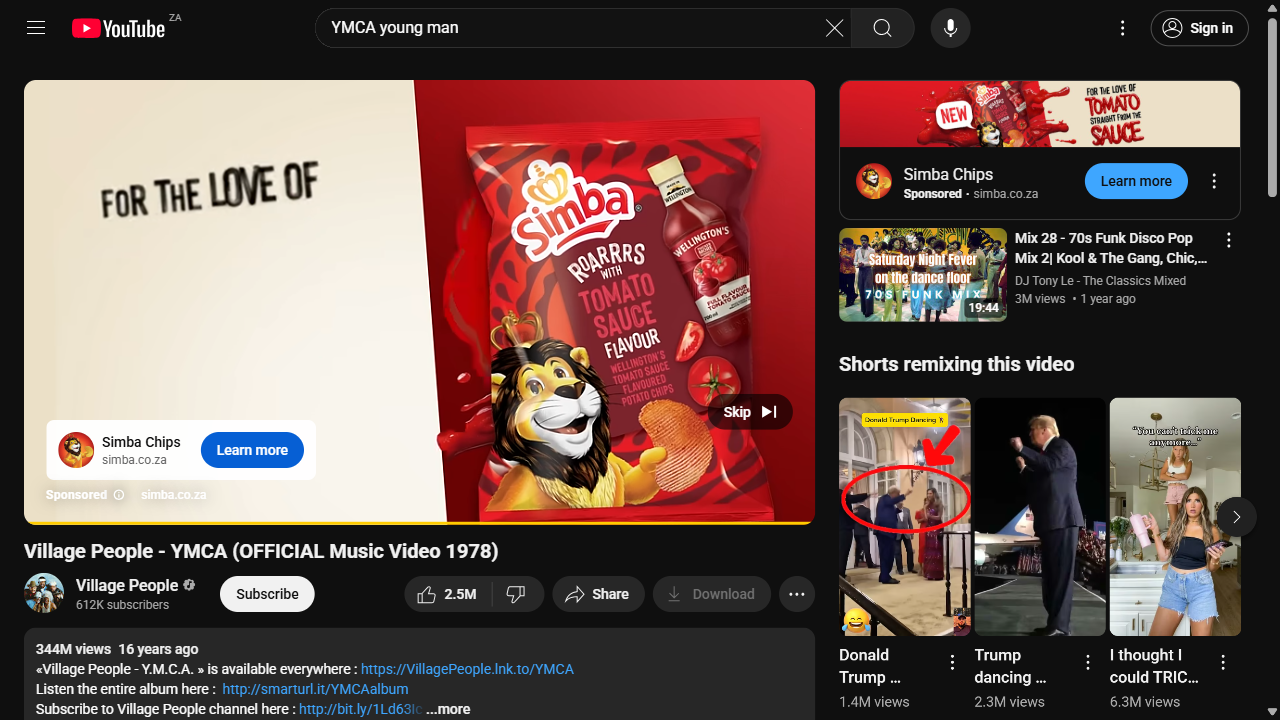 YouTube ZA
YMCA young man
Sign in
FOR THE LOVE OF
Simba
ROARRRS
WITH
TOMATO
SAUCE
FLAVOUR
WELLINGTON'S
TOMATO SAUCE
FLAVOURED
POTATO CHIPS
WELLINGTON'S
WELLINGTON'S
FULL FLAVOUR
TOMATO SAUCE
Skip
Simba Chips
simba.co.za
Learn more
Sponsored
simba.co.za
Village People - YMCA (OFFICIAL Music Video 1978)
Village People
612K subscribers
Subscribe
2.5M
Share
Download
344M views 16 years ago
«Village People - Y.M.C.A. » is available everywhere : https://VillagePeople.lnk.to/YMCA
Listen the entire album here : http://smarturl.it/YMCAalbum
Subscribe to Village People channel here : http://bit.ly/1Ld63lc ...more
NEW
FOR THE LOVE OF
TOMATO
STRAIGHT FROM THE
SAUCE
Simba Chips
Sponsored · simba.co.za
Learn more
Saturday Night Fever
on the dance floor
70S FUNK MIX
19:44
Mix 28 - 70s Funk Disco Pop
Mix 2| Kool & The Gang, Chic,...
DJ Tony Le - The Classics Mixed
3M views • 1 year ago
Shorts remixing this video
Donald Trump Dancing
"You can't trick me
anymore..."
Donald
Trump ...
1.4M views
Trump
dancing ...
2.3M views
I thought I
could TRIC...
6.3M views